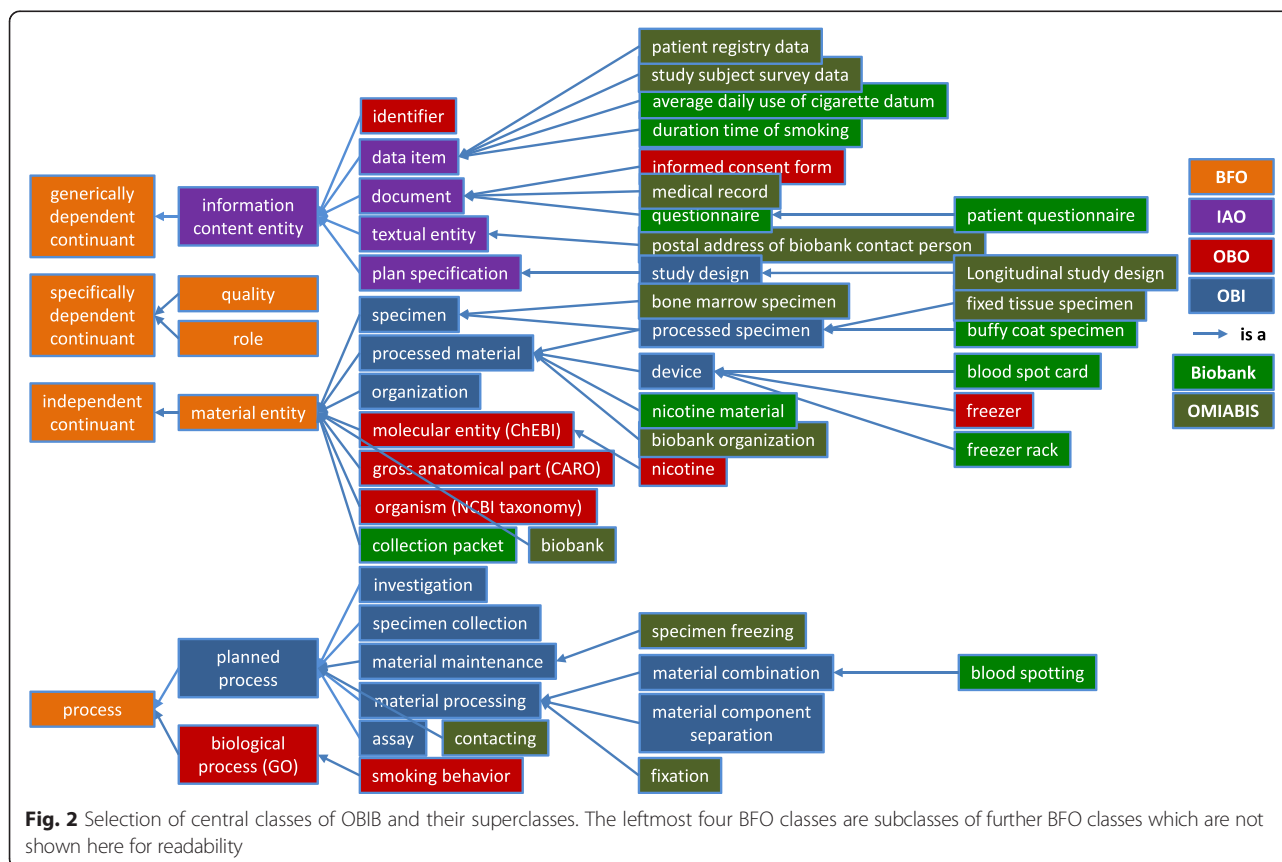 patient registry data
study subject survey data
average daily use of cigarette datum
duration time of smoking
identifier
data item
document
textual entity
plan specification
informed consent form
medical record
questionnaire
patient questionnaire
postal address of biobank contact person
study design
Longitudinal study design
generically
dependent
continuant
information
content entity
specifically
dependent
continuant
quality
role
independent
continuant
material entity
specimen
processed material
organization
molecular entity (ChEBI)
gross anatomical part (CARO)
organism (NCBI taxonomy)
collection packet
biobank
bone marrow specimen
processed specimen
device
nicotine material
biobank organization
nicotine
fixed tissue specimen
buffy coat specimen
blood spot card
freezer
freezer rack
BFO
IAO
OBO
OBI
is a
Biobank
OMIABIS
process
planned
process
biological
process (GO)
investigation
specimen collection
material maintenance
material processing
assay
contacting
smoking behavior
specimen freezing
material combination
material component
separation
fixation
blood spotting
Fig. 2 Selection of central classes of OBIB and their superclasses. The leftmost four BFO classes are subclasses of further BFO classes which are not
shown here for readability